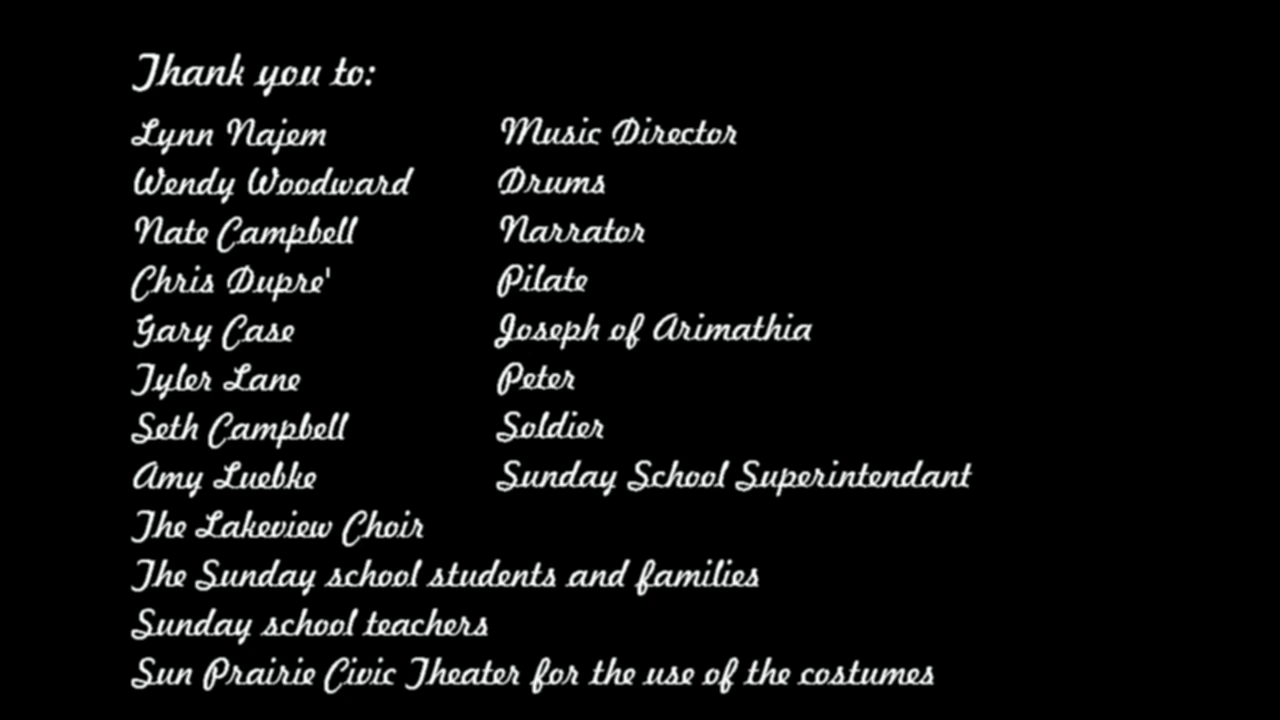 Thank you to:
Lynn Najem Music Director
Wendy Woodward Drums
Nate Campbell Narrator
Chris Dupre' Pilate
Gary Case Joseph of Arimathia
Tyler Lane Peter
Seth Campbell Soldier
Amy Luebke Sunday School Superintendant
The Lakeview Choir
The Sunday school students and families
Sunday school teachers
Sun Prairie Civic Theater for the use of the costumes